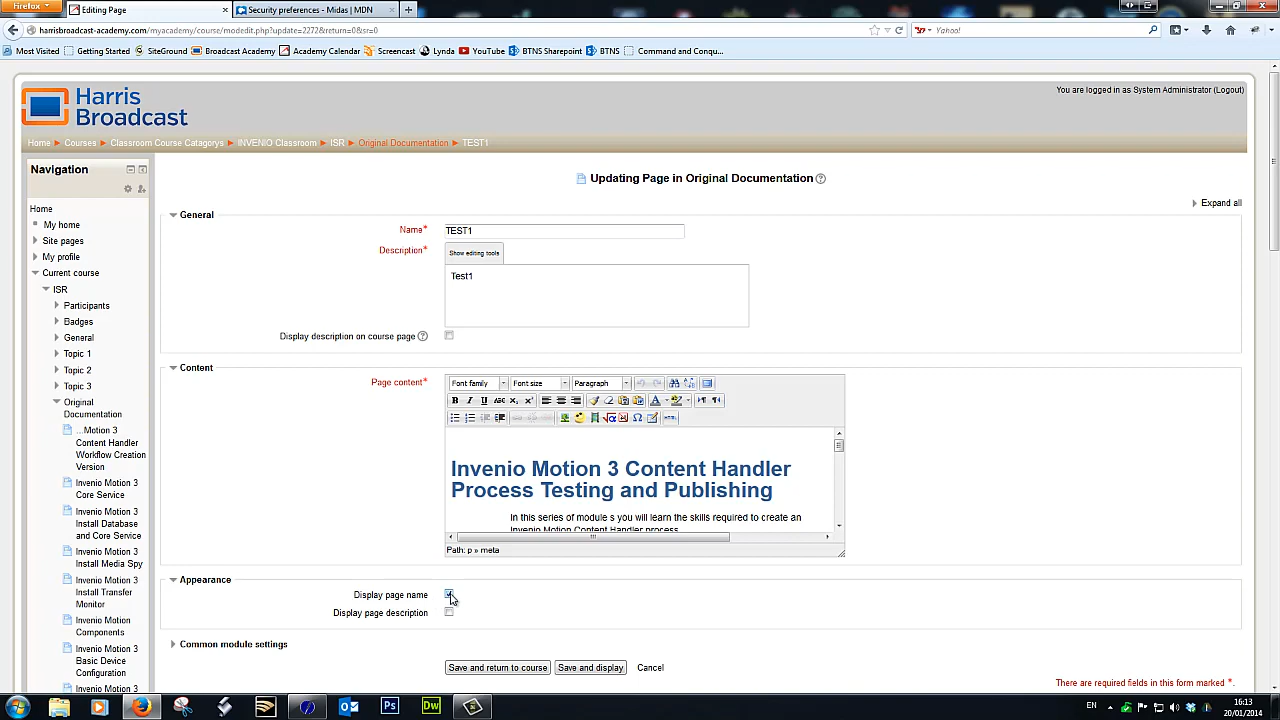 Firefox
Editing Page
Security preferences - Midas | MDN
harrisbroadcast-academy.com/myacademy/course/modedit.php?update=2272&return=0&sr=0
Yahoo!
Most Visited
Getting Started
SiteGround
Broadcast Academy
Academy Calendar
Screencast
Lynda
YouTube
BTNS Sharepoint
BTNS
Command and Conqu...
Harris
Broadcast
You are logged in as System Administrator (Logout)
Home ► Courses ► Classroom Course Catagorys ► INVENIO Classroom ► ISR ► Original Documentation ► TEST1
Navigation
Home
My home
Site pages
My profile
Current course
ISR
Participants
Badges
General
Topic 1
Topic 2
Topic 3
Original
Documentation
...Motion 3
Content Handler
Workflow Creation
Version
Invenio Motion 3
Core Service
Invenio Motion 3
Install Database
and Core Service
Invenio Motion 3
Install Media Spy
Invenio Motion 3
Install Transfer
Monitor
Invenio Motion
Components
Invenio Motion 3
Basic Device
Configuration
Invenio Motion 3
Updating Page in Original Documentation
Expand all
General
Name*
TEST1
Description*
Show editing tools
Test1
Display description on course page
Content
Page content*
Font family
Font size
Paragraph
B I U ABC
HTML
Invenio Motion 3 Content Handler
Process Testing and Publishing
In this series of module s you will learn the skills required to create an
Invenio Motion Content Handler process
Path: p » meta
Appearance
Display page name
Display page description
Common module settings
Save and return to course
Save and display
Cancel
There are required fields in this form marked *.
Ps
Dw
EN
16:13
20/01/2014